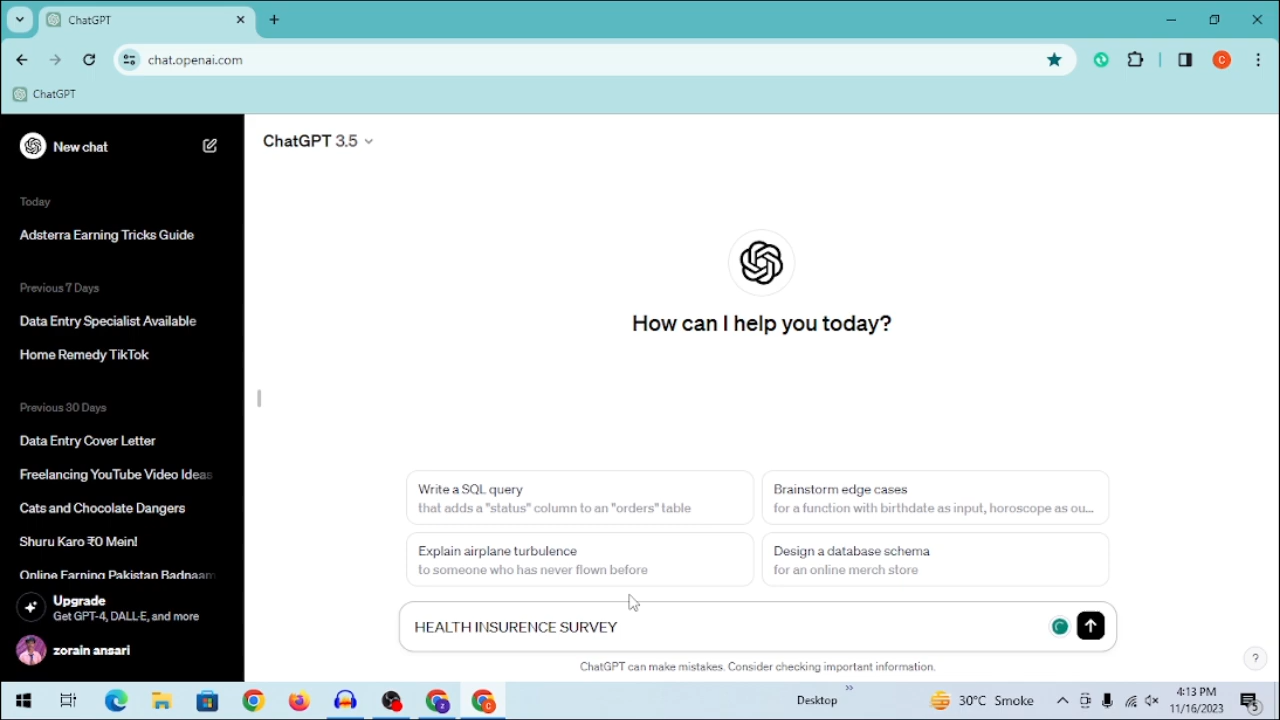 ChatGPT
chat.openai.com
C
ChatGPT
New chat
ChatGPT 3.5
Today
Adsterra Earning Tricks Guide
Previous 7 Days
Data Entry Specialist Available
Home Remedy TikTok
Previous 30 Days
Data Entry Cover Letter
Freelancing YouTube Video Ideas
Cats and Chocolate Dangers
Shuru Karo ₹0 Mein!
Online Earning Pakistan Badnaam
Upgrade
Get GPT-4, DALL·E, and more
zorain ansari
How can I help you today?
Write a SQL query
that adds a "status" column to an "orders" table
Brainstorm edge cases
for a function with birthdate as input, horoscope as ou...
Explain airplane turbulence
to someone who has never flown before
Design a database schema
for an online merch store
HEALTH INSURENCE SURVEY
ChatGPT can make mistakes. Consider checking important information.
?
Desktop
30°C Smoke
4:13 PM
11/16/2023
5